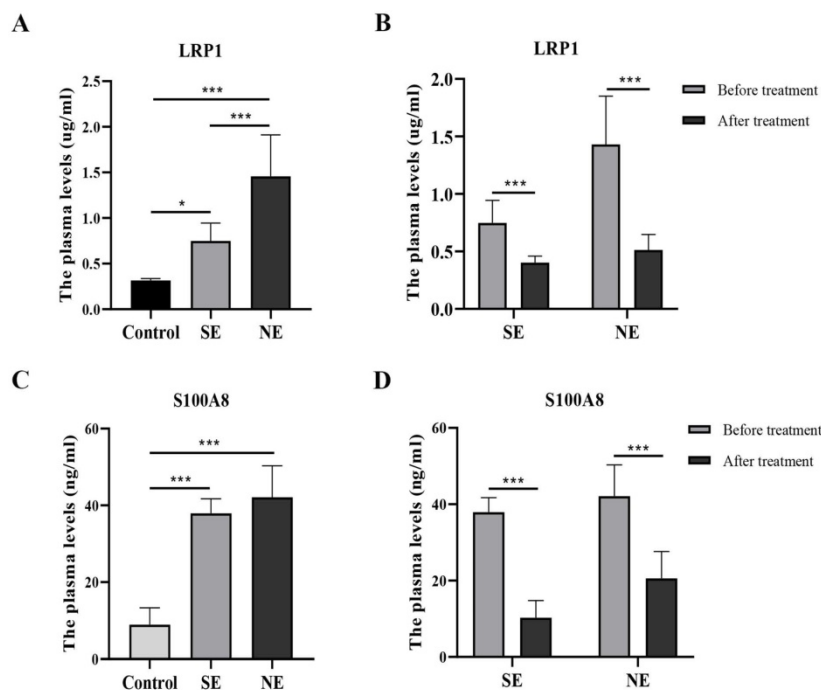 A
LRP1
The plasma levels (ug/ml)
2.5
2.0
1.5
1.0
0.5
0.0
***
***
*
Control SE NE
B
LRP1
The plasma levels (ug/ml)
2.0
1.5
1.0
0.5
0.0
***
***
SE NE
Before treatment
After treatment
C
S100A8
The plasma levels (ng/ml)
60
40
20
0
***
***
Control SE NE
D
S100A8
The plasma levels (ng/ml)
60
40
20
0
***
***
SE NE
Before treatment
After treatment